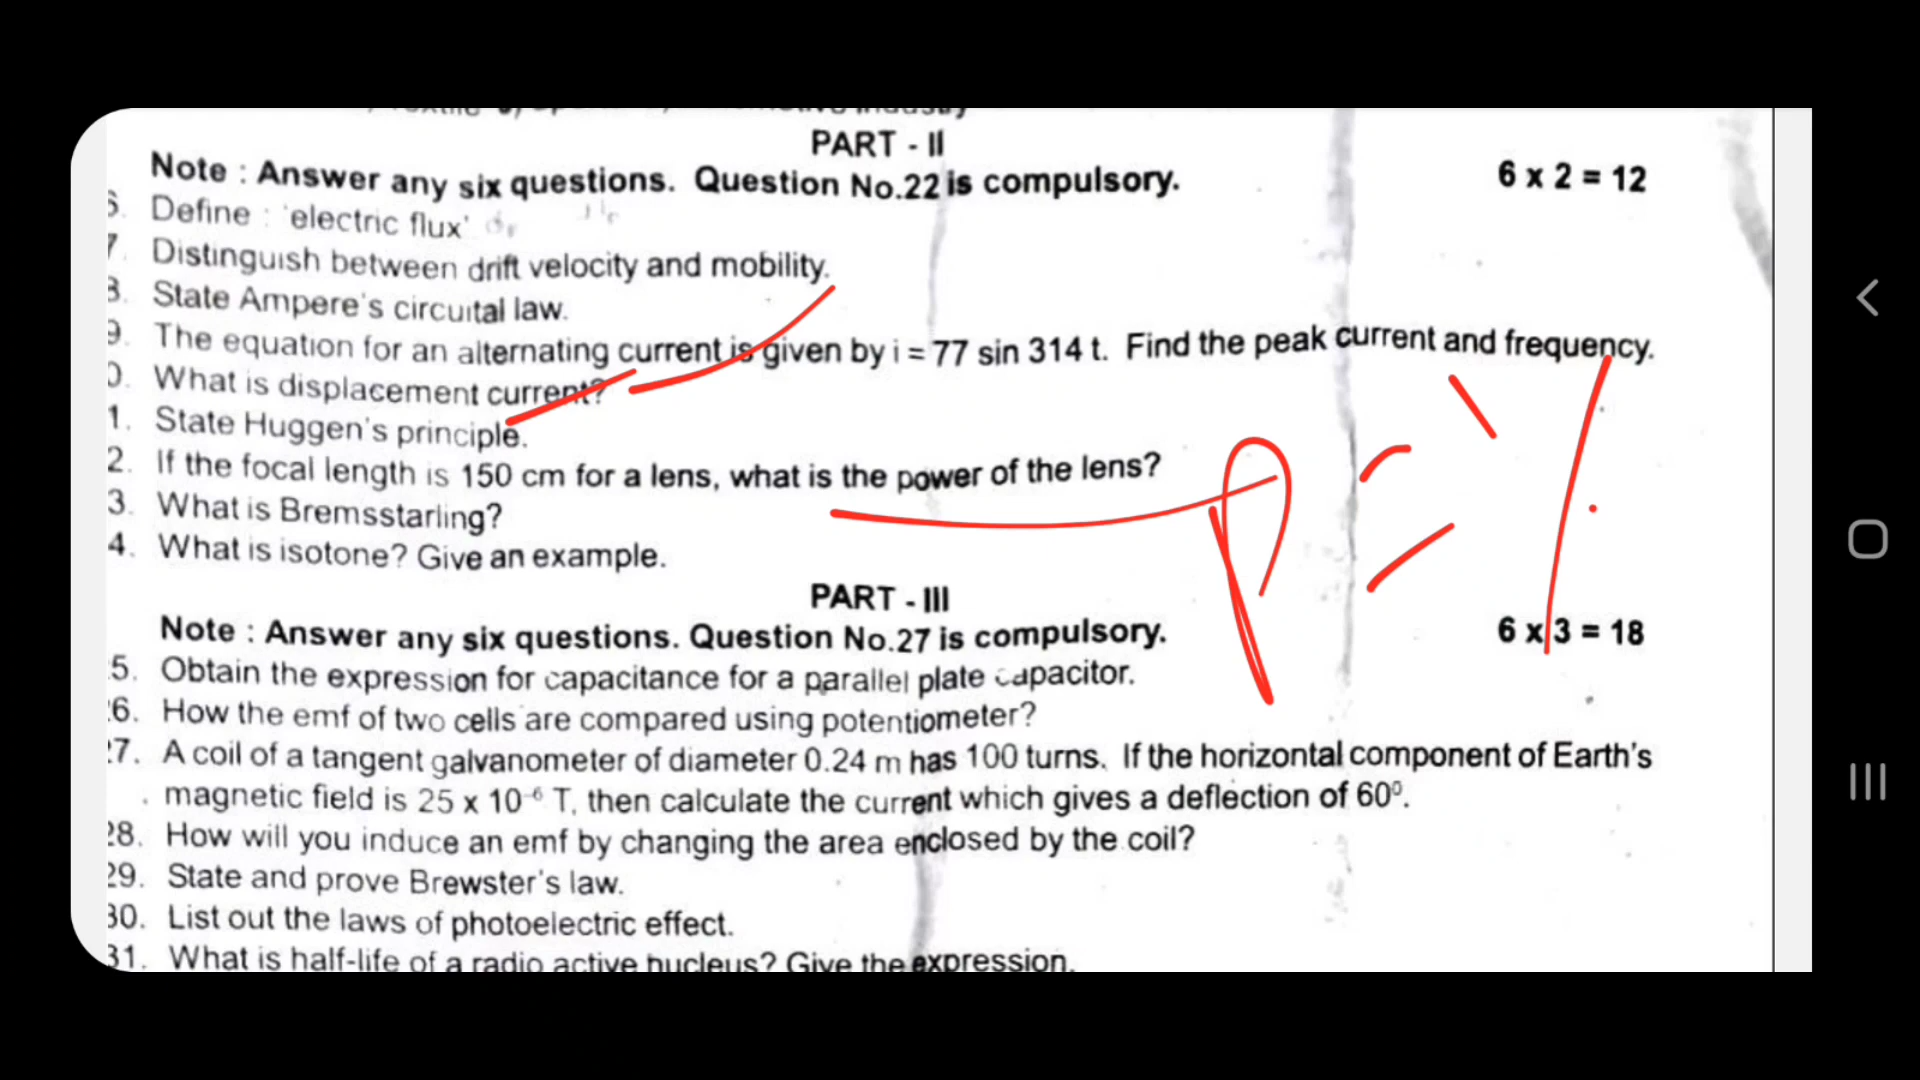 PART - II
Note : Answer any six questions. Question No.22 is compulsory. 6 x 2 = 12
6. Define : 'electric flux'
7. Distinguish between drift velocity and mobility.
8. State Ampere's circuital law.
9. The equation for an alternating current is given by i = 77 sin 314 t. Find the peak current and frequency.
0. What is displacement current?
1. State Huggen's principle.
2. If the focal length is 150 cm for a lens, what is the power of the lens?
3. What is Bremsstarling?
4. What is isotone? Give an example.
P =
PART - III
Note : Answer any six questions. Question No.27 is compulsory. 6 x 3 = 18
5. Obtain the expression for capacitance for a parallel plate capacitor.
26. How the emf of two cells are compared using potentiometer?
27. A coil of a tangent galvanometer of diameter 0.24 m has 100 turns. If the horizontal component of Earth's
magnetic field is 25 x 10⁻⁶ T, then calculate the current which gives a deflection of 60⁰.
28. How will you induce an emf by changing the area enclosed by the coil?
29. State and prove Brewster's law.
30. List out the laws of photoelectric effect.
31. What is half-life of a radio active nucleus? Give the expression.